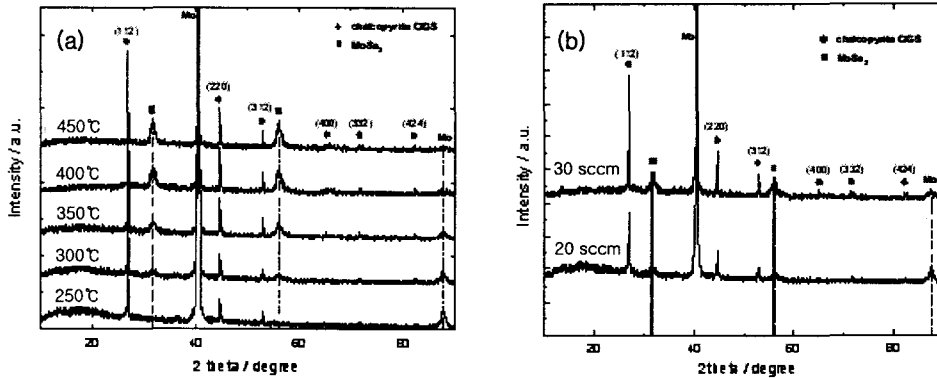 (a)
Mo
chalcopyrite CIGS
MoSe₂
(112)
(220)
(312)
(400)
(332)
(424)
Mo
450℃
400℃
350℃
300℃
250℃
Intensity / a.u.
20
40
60
80
2 theta / degree
(b)
Mo
chalcopyrite CIGS
MoSe₂
(112)
(220)
(312)
(400)
(332)
(424)
Mo
30 sccm
20 sccm
Intensity / a.u.
20
40
60
80
2theta / degree